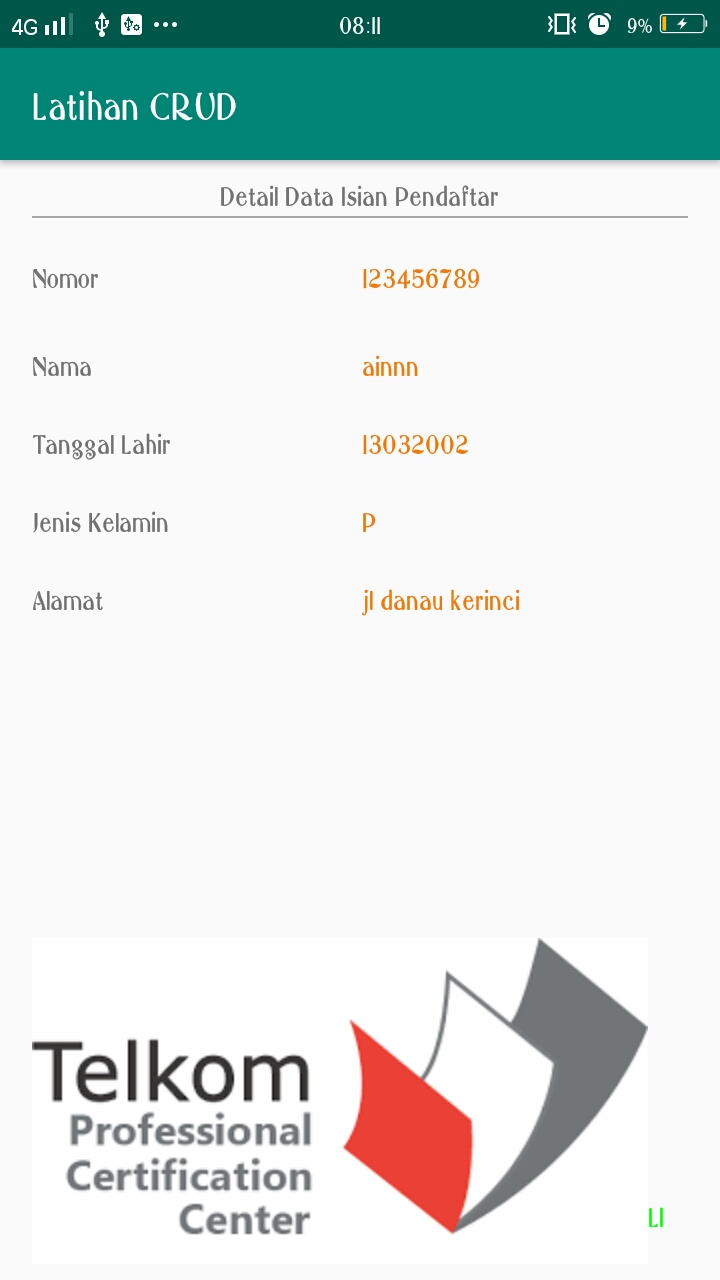 4G 08:11 9%
Latihan CRUD
Detail Data Isian Pendaftar
Nomor 123456789
Nama ainnn
Tanggal Lahir 13032002
Jenis Kelamin P
Alamat jl danau kerinci
Telkom
Professional
Certification
Center
LI